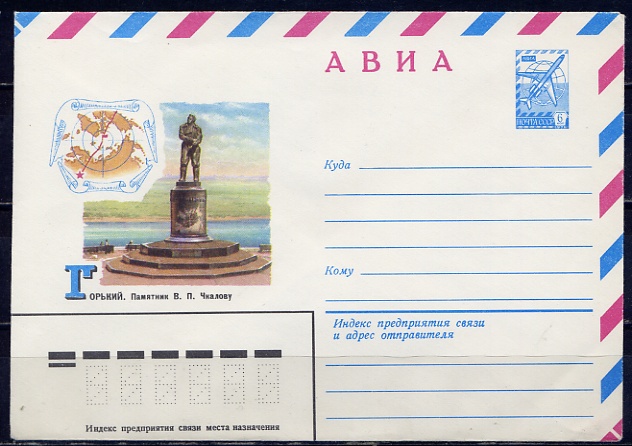 АВИА
ПОЧТА СССР 6
Куда
Кому
Горький. Памятник В. П. Чкалову
Индекс предприятия связи
и адрес отправителя
Индекс предприятия связи места назначения